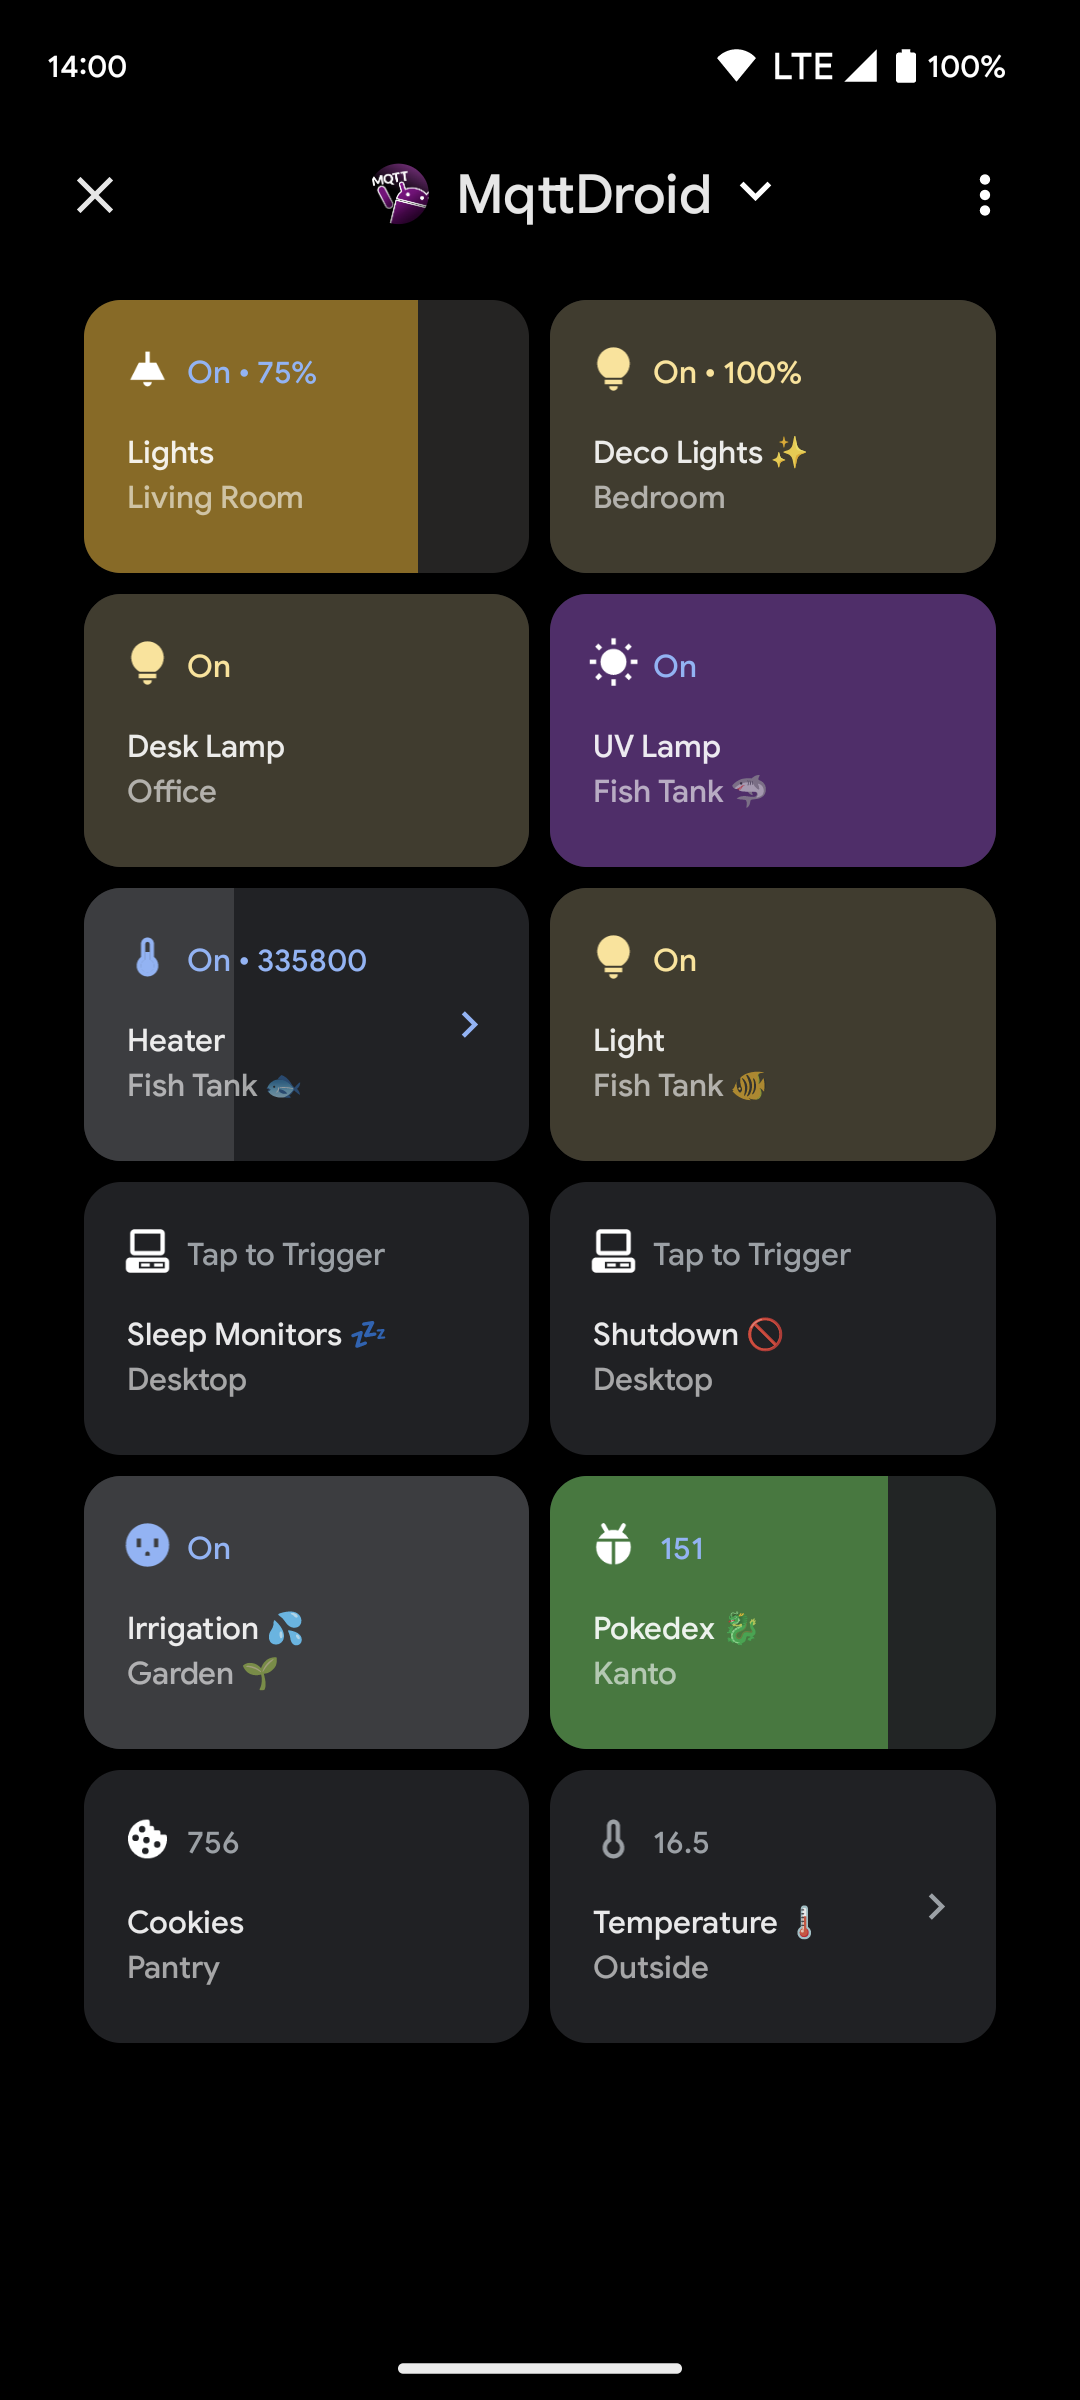 14:00 LTE 100%
MQTT MqttDroid
On • 75%
Lights
Living Room
On • 100%
Deco Lights ✨
Bedroom
On
Desk Lamp
Office
On
UV Lamp
Fish Tank 🦈
On • 335800
Heater
Fish Tank 🐟
On
Light
Fish Tank 🐠
Tap to Trigger
Sleep Monitors 💤
Desktop
Tap to Trigger
Shutdown 🚫
Desktop
On
Irrigation 💦
Garden 🌱
151
Pokedex 🐉
Kanto
756
Cookies
Pantry
16.5
Temperature 🌡️
Outside